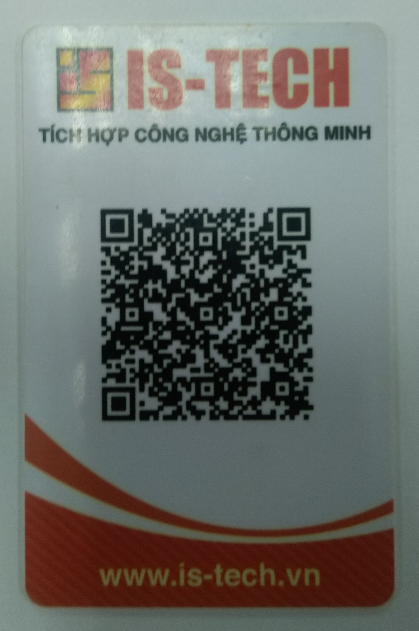 IS-TECH
TÍCH HỢP CÔNG NGHỆ THÔNG MINH
www.is-tech.vn